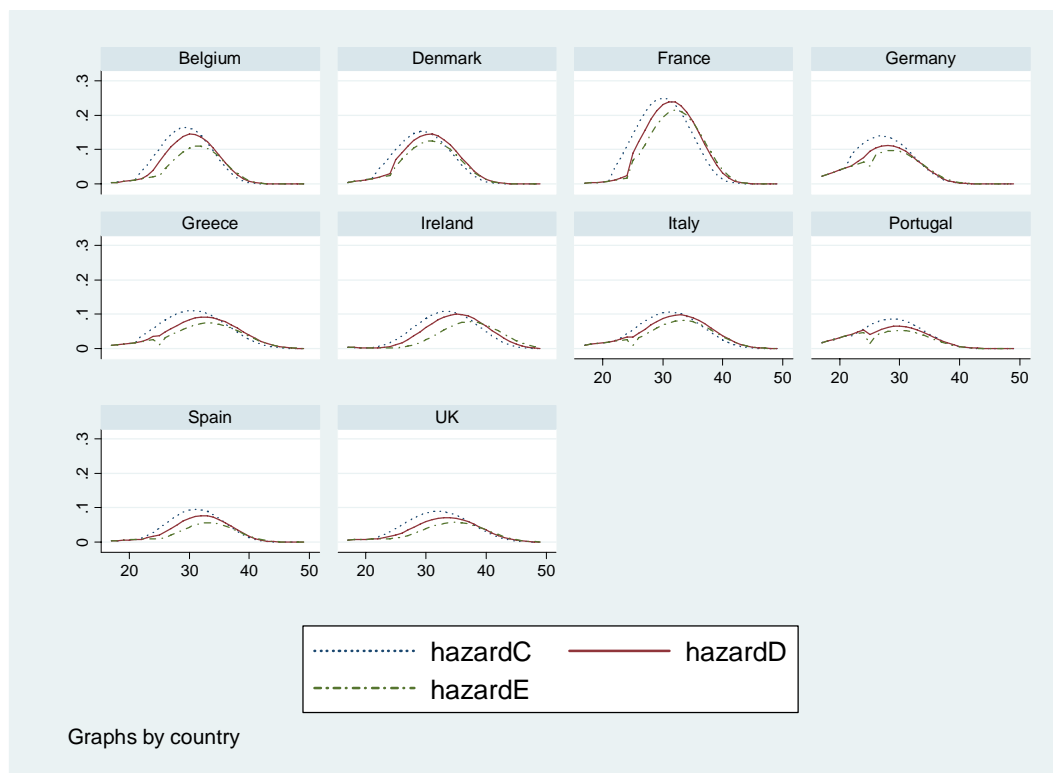 Belgium Denmark France Germany
.3
.2
.1
0
Greece Ireland Italy Portugal
.3
.2
.1
0
20 30 40 50 20 30 40 50
Spain UK
.3
.2
.1
0
20 30 40 50 20 30 40 50
hazardC hazardD
hazardE
Graphs by country